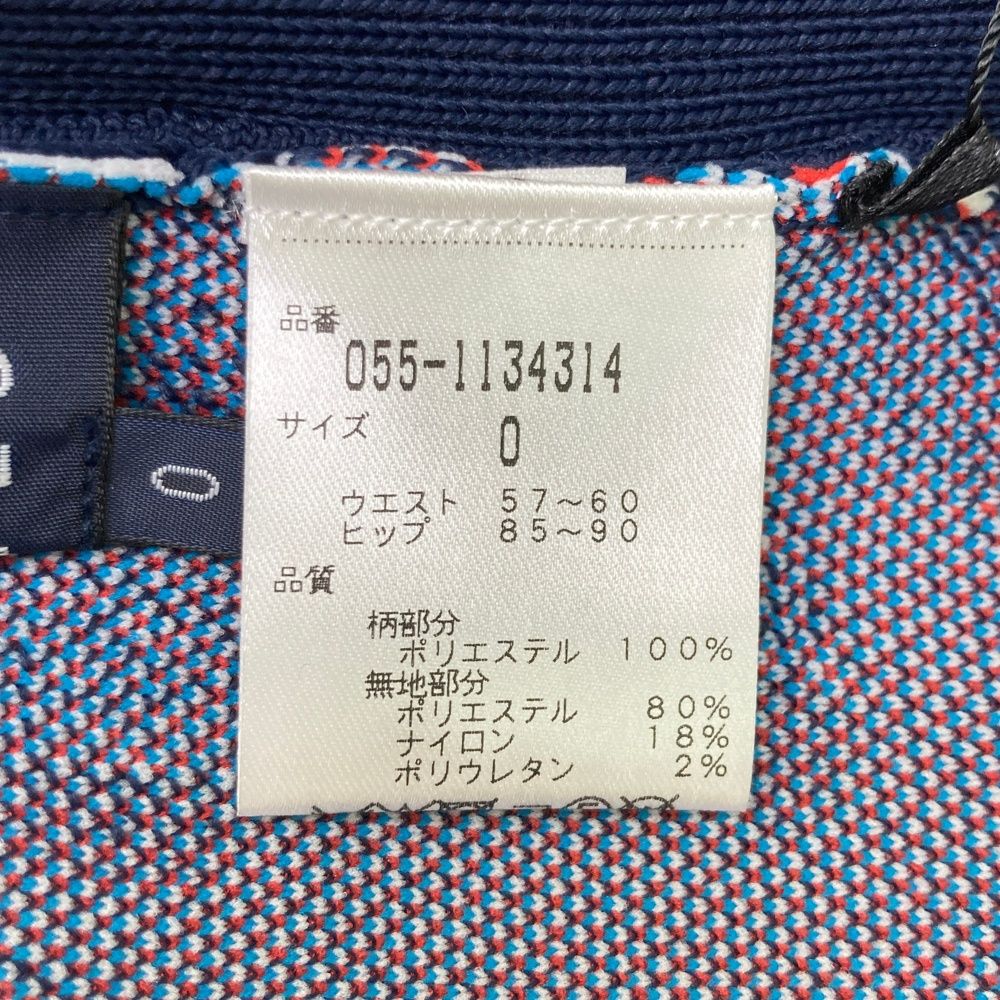 品番
055-1134314
サイズ 0
ウエスト 57～60
ヒップ 85～90
品質
柄部分
ポリエステル 100%
無地部分
ポリエステル 80%
ナイロン 18%
ポリウレタン 2%
0